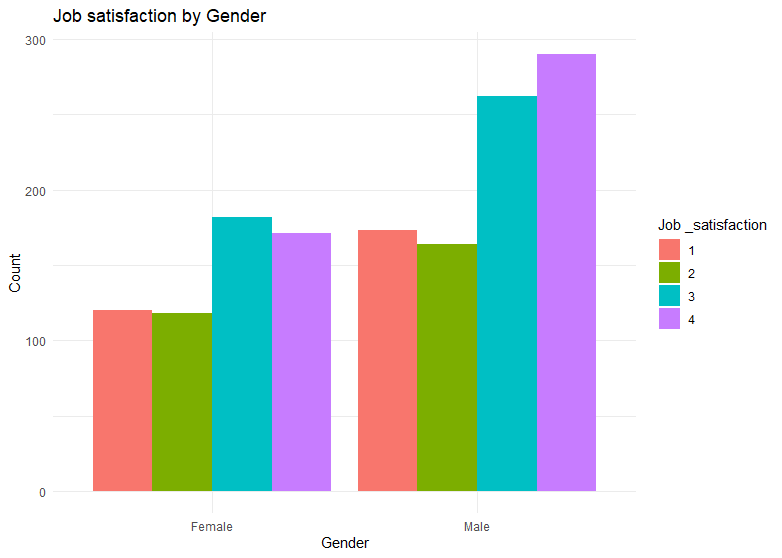 Job satisfaction by Gender
300
200
100
0
Count
Female
Male
Gender
Job _satisfaction
1
2
3
4